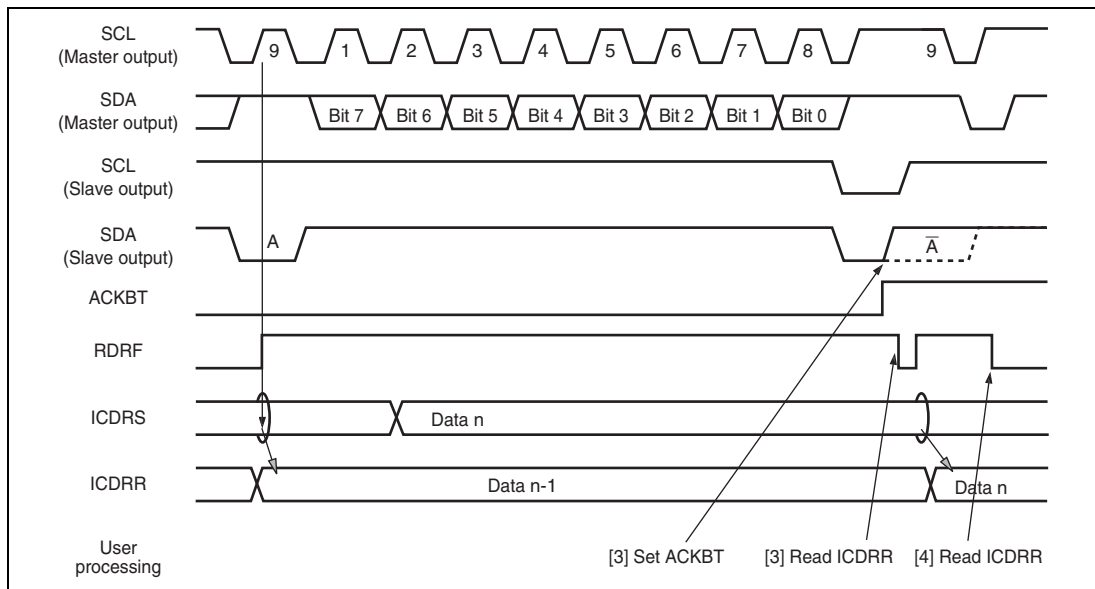 SCL
(Master output)
9 1 2 3 4 5 6 7 8 9
SDA
(Master output)
Bit 7 Bit 6 Bit 5 Bit 4 Bit 3 Bit 2 Bit 1 Bit 0
SCL
(Slave output)
SDA
(Slave output)
A A̅
ACKBT
RDRF
ICDRS
Data n
ICDRR
Data n-1 Data n
User
processing
[3] Set ACKBT [3] Read ICDRR [4] Read ICDRR